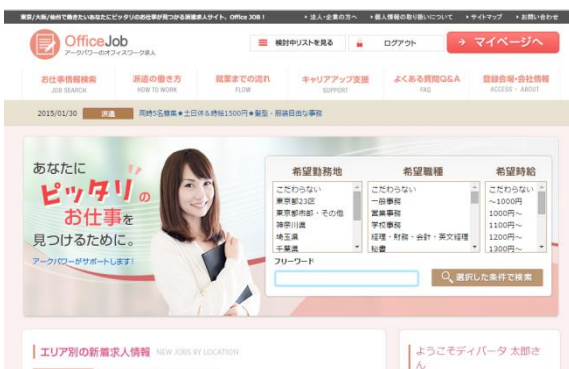 東京/大阪/仙台で働きたいあなたにピッタリのお仕事が見つかる派遣求人サイト、Office JOB！
・法人・企業の方へ
・個人情報の取り扱いについて
・サイトマップ
・お問い合わせ
OfficeJob
アークパワーのオフィスワーク求人
検討中リストを見る
ログアウト
マイページへ
お仕事情報検索
JOB SEARCH
派遣の働き方
HOW TO WORK
就業までの流れ
FLOW
キャリアアップ支援
SUPPORT
よくある質問Q&A
FAQ
登録会場・会社情報
ACCESS・ABOUT
2015/01/30 派遣 同時5名募集★土日休&時給1500円★髪型・服装自由な事務
あなたに
ピッタリの
お仕事を
見つけるために。
アークパワーがサポートします!
希望勤務地
こだわらない
東京都23区
東京都市部・その他
神奈川県
埼玉県
千葉県
希望職種
こだわらない
一般事務
営業事務
学校事務
経理・財務・会計・英文経理
秘書
希望時給
こだわらない
～1000円
1000円～
1100円～
1200円～
1300円～
フリーワード
選択した条件で検索
エリア別の新着求人情報 NEW JOBS BY LOCATION
ようこそディバータ 太郎さ
ん